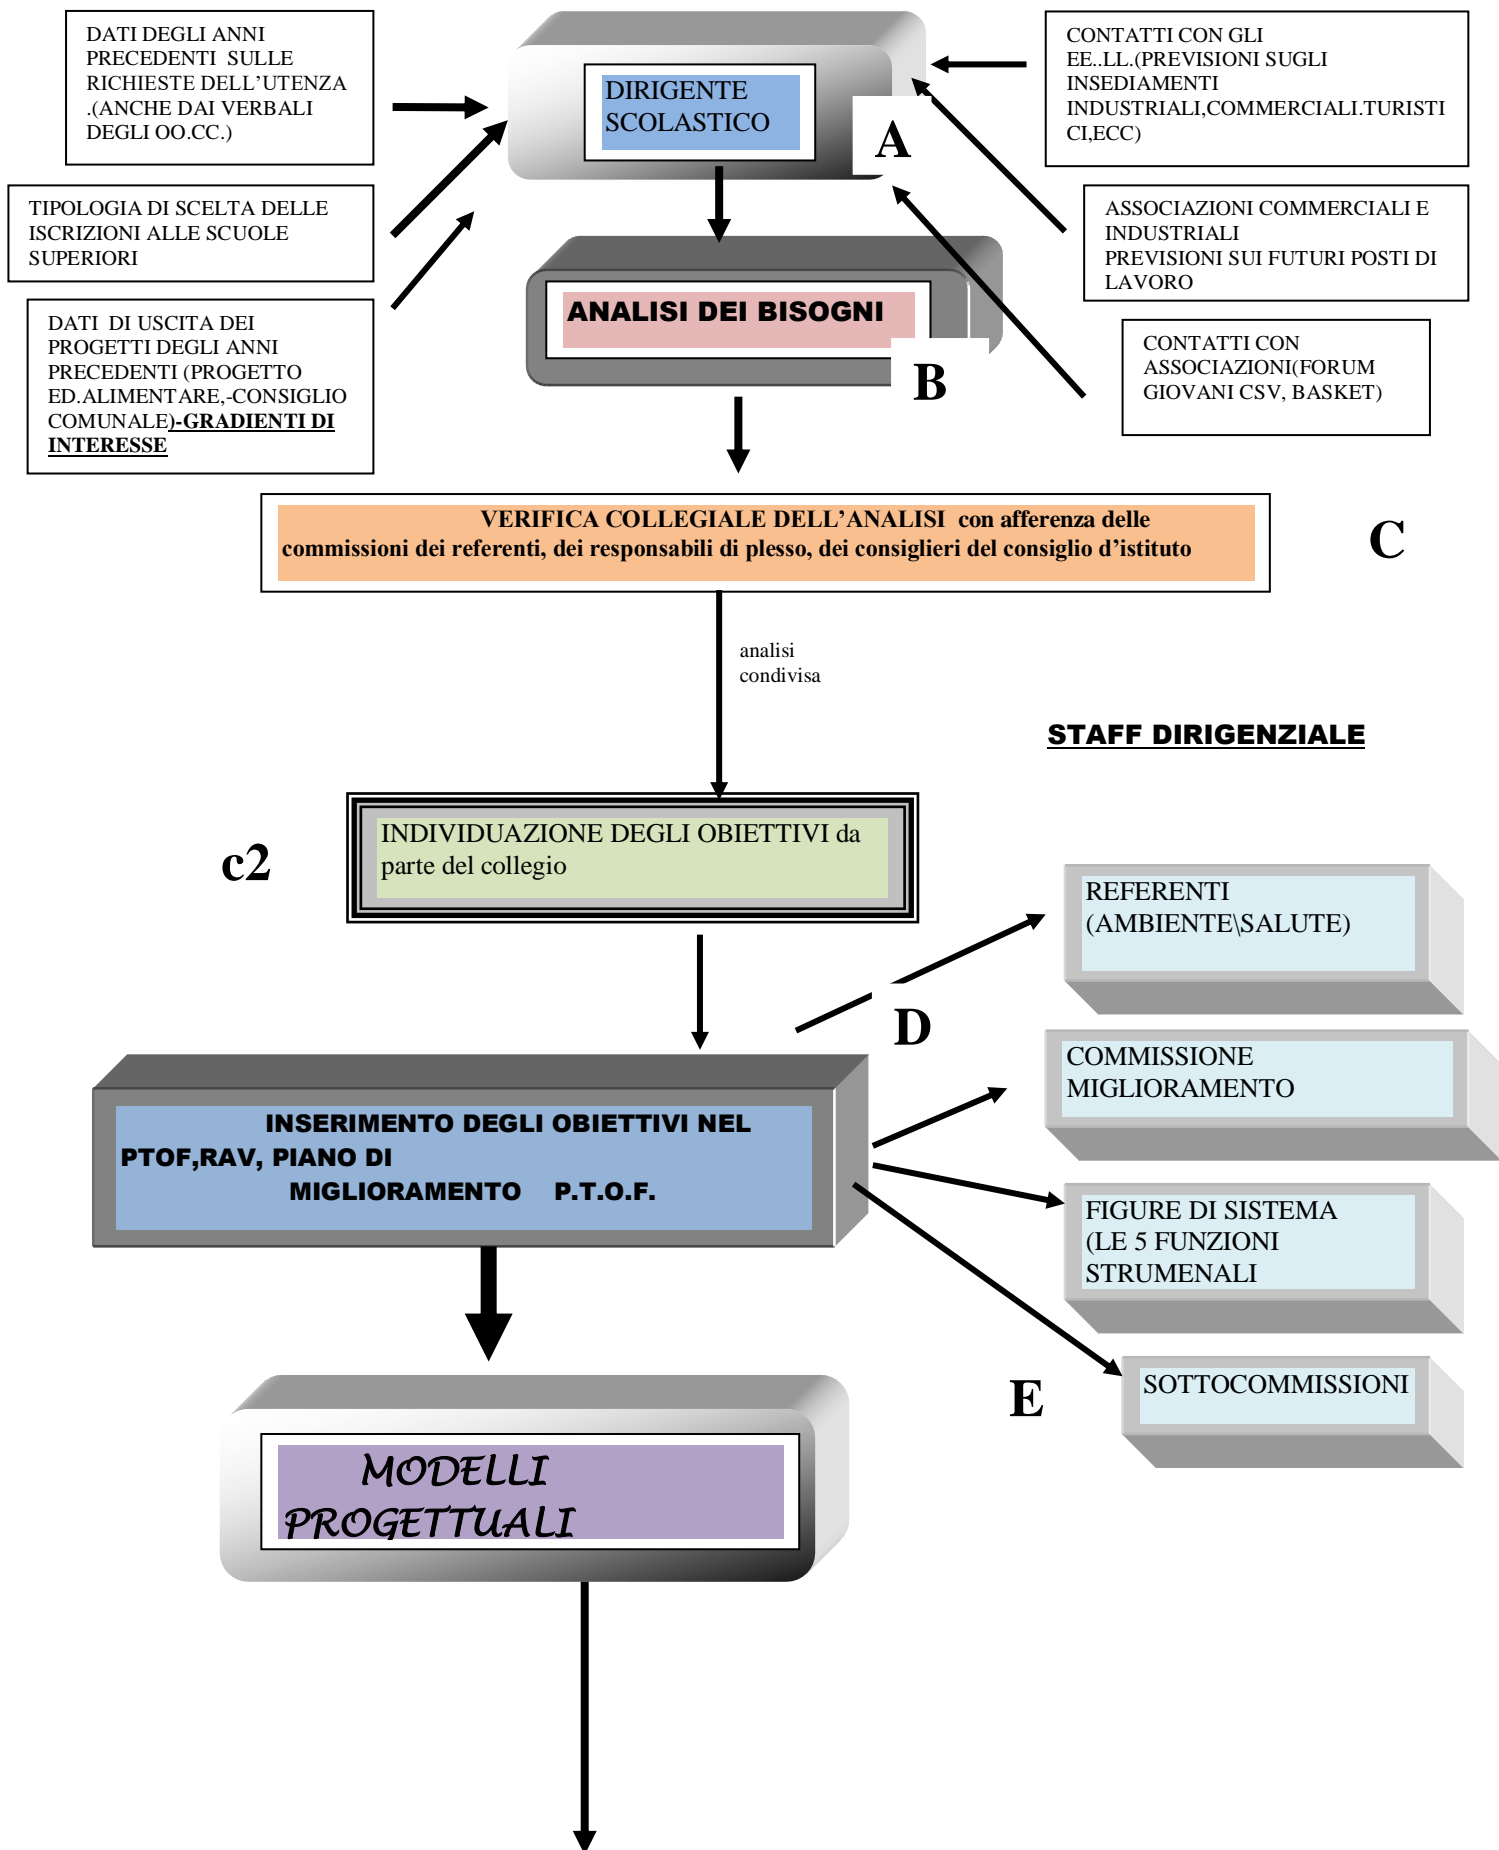 DATI DEGLI ANNI
PRECEDENTI  SULLE
RICHIESTE DELL’UTENZA
.(ANCHE DAI VERBALI
DEGLI OO.CC.)
DIRIGENTE
SCOLASTICO
A
CONTATTI CON GLI
EE..LL.(PREVISIONI SUGLI
INSEDIAMENTI
INDUSTRIALI,COMMERCIALI.TURISTI
CI,ECC)
TIPOLOGIA DI SCELTA DELLE
ISCRIZIONI ALLE SCUOLE
SUPERIORI
ASSOCIAZIONI COMMERCIALI E
INDUSTRIALI
PREVISIONI SUI FUTURI POSTI DI
LAVORO
DATI  DI USCITA DEI
PROGETTI DEGLI ANNI
PRECEDENTI (PROGETTO
ED.ALIMENTARE,-CONSIGLIO
COMUNALE)-GRADIENTI DI
INTERESSE
ANALISI DEI BISOGNI
B
CONTATTI CON
ASSOCIAZIONI(FORUM
GIOVANI CSV, BASKET)
VERIFICA COLLEGIALE DELL’ANALISI  con afferenza delle
commissioni dei referenti, dei responsabili di plesso, dei consiglieri del consiglio d’istituto
C
analisi
condivisa
STAFF DIRIGENZIALE
INDIVIDUAZIONE DEGLI OBIETTIVI da
parte del collegio
c2
REFERENTI
(AMBIENTE\SALUTE)
D
COMMISSIONE
MIGLIORAMENTO
INSERIMENTO DEGLI OBIETTIVI NEL
PTOF,RAV, PIANO DI
MIGLIORAMENTO    P.T.O.F.
FIGURE DI SISTEMA
(LE 5 FUNZIONI
STRUMENALI
E
SOTTOCOMMISSIONI
MODELLI
PROGETTUALI